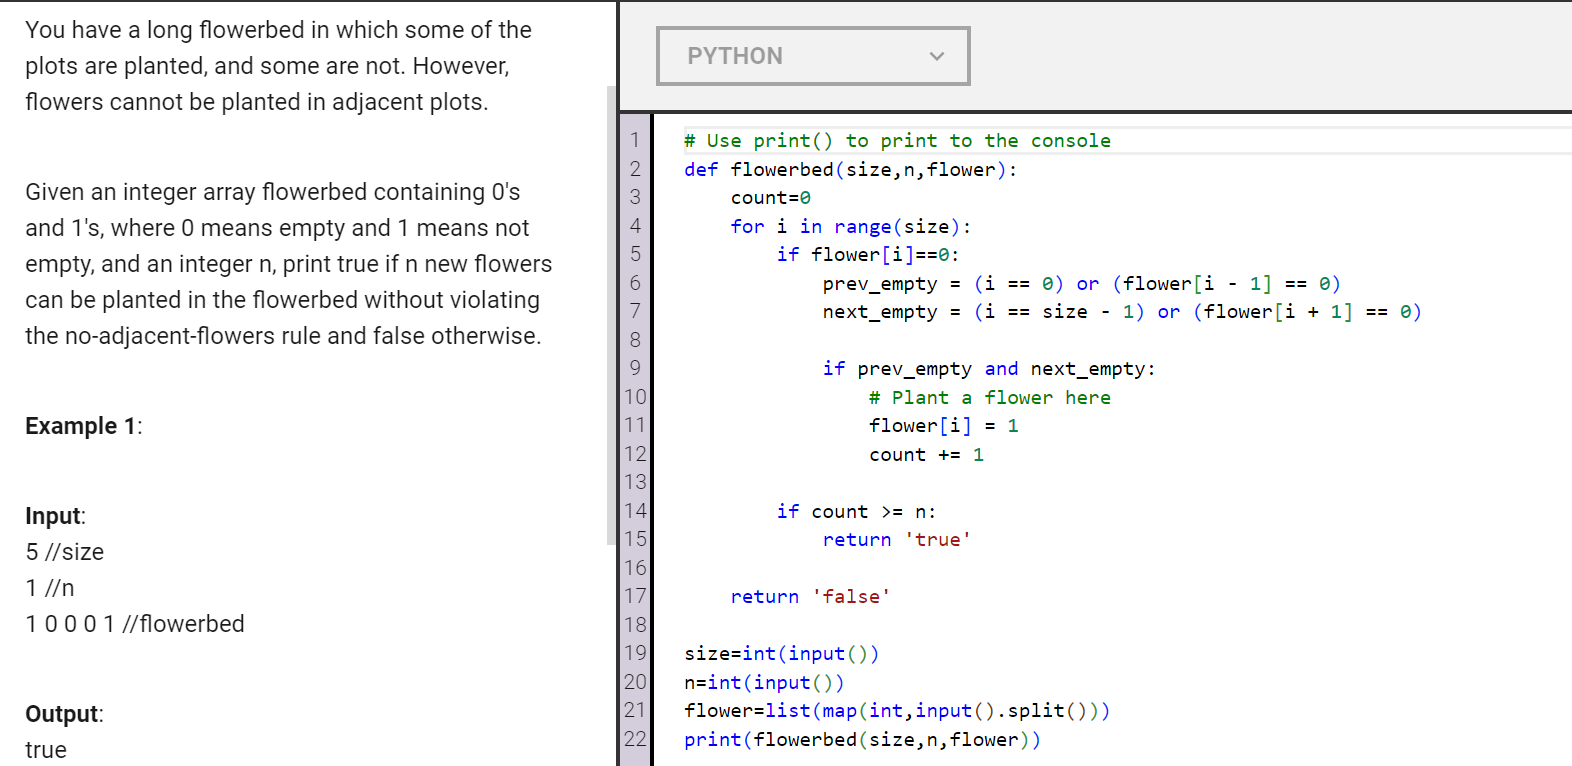 You have a long flowerbed in which some of the
plots are planted, and some are not. However,
flowers cannot be planted in adjacent plots.
Given an integer array flowerbed containing 0's
and 1's, where 0 means empty and 1 means not
empty, and an integer n, print true if n new flowers
can be planted in the flowerbed without violating
the no-adjacent-flowers rule and false otherwise.
Example 1:
Input:
5 //size
1 //n
1 0 0 0 1 //flowerbed
Output:
true
PYTHON
1 # Use print() to print to the console
2 def flowerbed(size,n,flower):
3     count=0
4     for i in range(size):
5         if flower[i]==0:
6             prev_empty = (i == 0) or (flower[i - 1] == 0)
7             next_empty = (i == size - 1) or (flower[i + 1] == 0)
8
9             if prev_empty and next_empty:
10                 # Plant a flower here
11                 flower[i] = 1
12                 count += 1
13
14         if count >= n:
15             return 'true'
16
17     return 'false'
18
19 size=int(input())
20 n=int(input())
21 flower=list(map(int,input().split()))
22 print(flowerbed(size,n,flower))